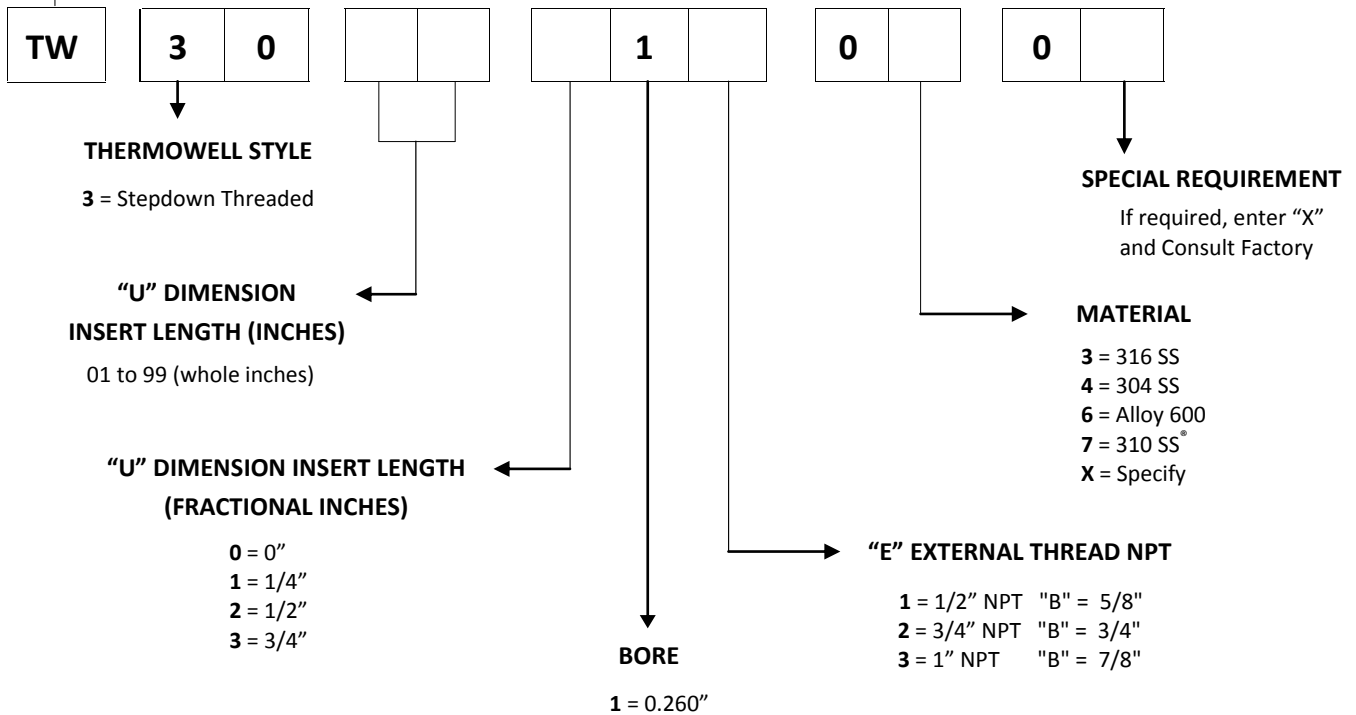 TW 3 0 1 0 0
THERMOWELL STYLE
3 = Stepdown Threaded
“U” DIMENSION
INSERT LENGTH (INCHES)
01 to 99 (whole inches)
“U” DIMENSION INSERT LENGTH
(FRACTIONAL INCHES)
0 = 0”
1 = 1/4”
2 = 1/2”
3 = 3/4”
BORE
1 = 0.260”
“E” EXTERNAL THREAD NPT
1 = 1/2” NPT "B" = 5/8"
2 = 3/4” NPT "B" = 3/4"
3 = 1” NPT "B" = 7/8"
MATERIAL
3 = 316 SS
4 = 304 SS
6 = Alloy 600
7 = 310 SS®
X = Specify
SPECIAL REQUIREMENT
If required, enter “X”
and Consult Factory